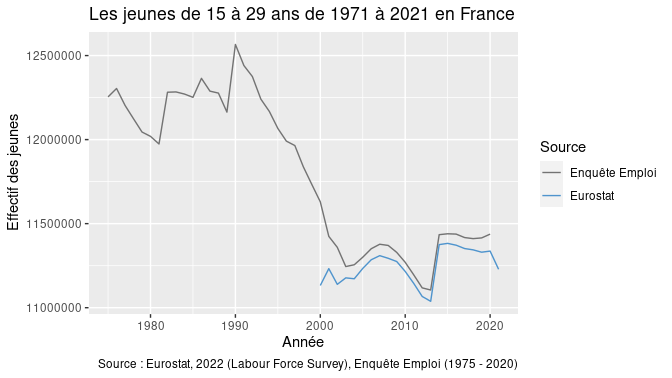 Les jeunes de 15 à 29 ans de 1971 à 2021 en France
Effectif des jeunes
12500000
12000000
11500000
11000000
1980
1990
2000
2010
2020
Année
Source
Enquête Emploi
Eurostat
Source : Eurostat, 2022 (Labour Force Survey), Enquête Emploi (1975 - 2020)